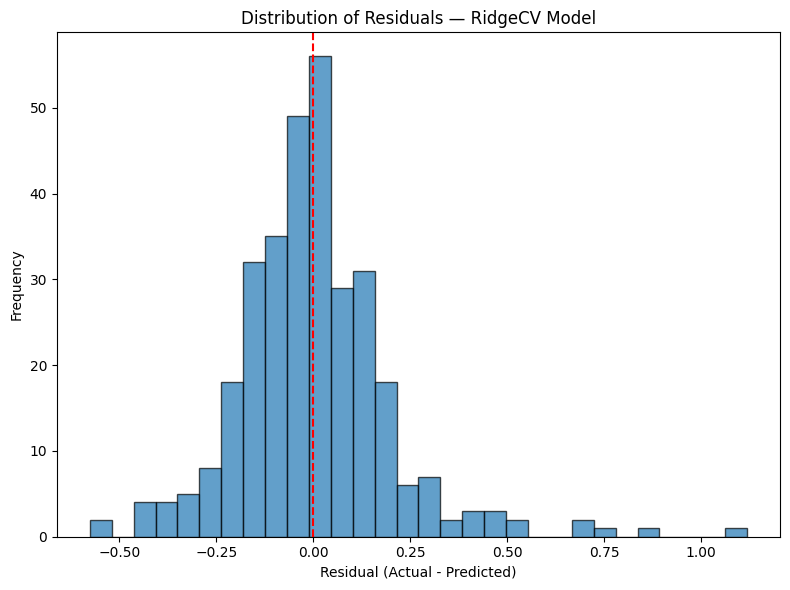 Distribution of Residuals — RidgeCV Model
Frequency
50
40
30
20
10
0
−0.50 −0.25 0.00 0.25 0.50 0.75 1.00
Residual (Actual - Predicted)